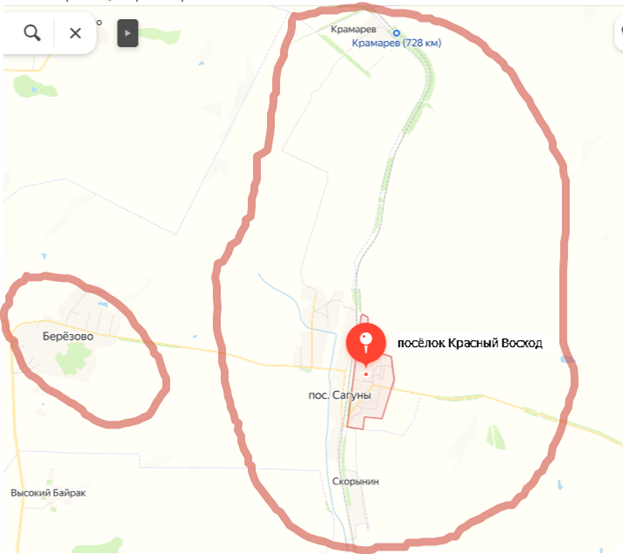 Крамарев
Крамарев (728 км)
Берёзово
посёлок Красный Восход
пос. Сагуны
Скорынин
Высокий Байрак